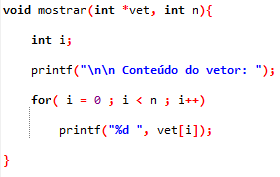 void mostrar(int *vet, int n){
int i;
printf("\n\n Conteúdo do vetor: ");
for( i = 0 ; i < n ; i++)
printf("%d ", vet[i]);
}